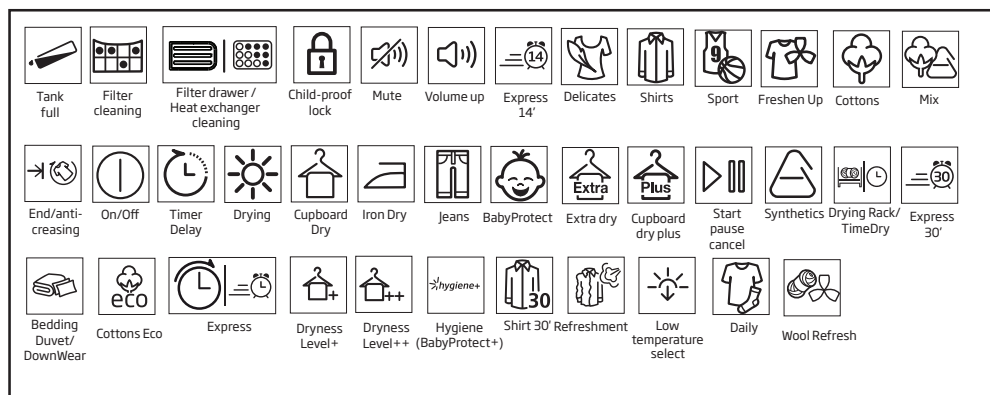 14
9
Tank full
Filter cleaning
Filter drawer / Heat exchanger cleaning
Child-proof lock
Mute
Volume up
Express 14'
Delicates
Shirts
Sport
Freshen Up
Cottons
Mix
30
Extra
Plus
End/anti-creasing
On/Off
Timer Delay
Drying
Cupboard Dry
Iron Dry
Jeans
BabyProtect
Extra dry
Cupboard dry plus
Start pause cancel
Synthetics
Drying Rack/ TimeDry
Express 30'
eco
+
++
hygiene+
30
Bedding Duvet/ DownWear
Cottons Eco
Express
Dryness Level+
Dryness Level++
Hygiene (BabyProtect+)
Shirt 30'
Refreshment
Low temperature select
Daily
Wool Refresh